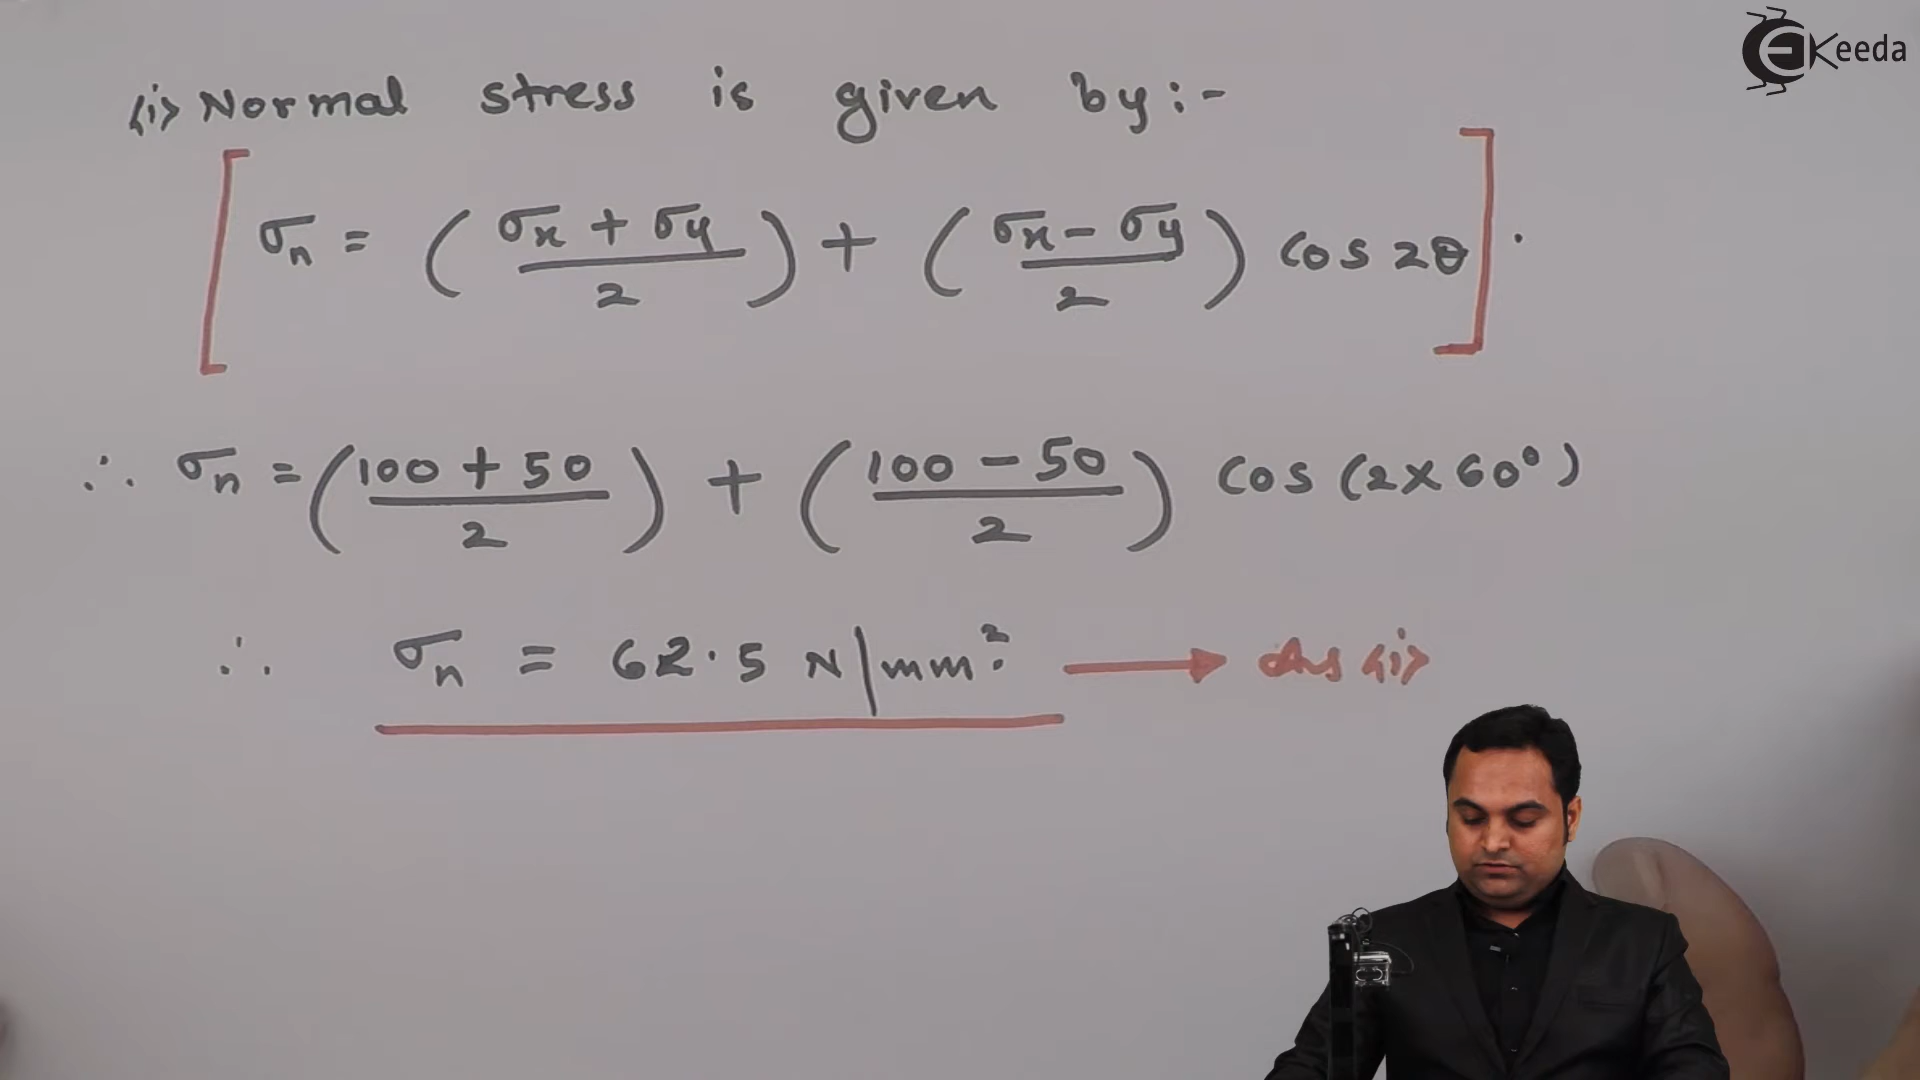 EKeeda
(i) Normal stress is given by:-
[σn = (σx + σy / 2) + (σx - σy / 2) cos 2θ].
∴ σn = (100 + 50 / 2) + (100 - 50 / 2) cos (2×60°)
∴ σn = 62.5 N/mm². → Ans (i)